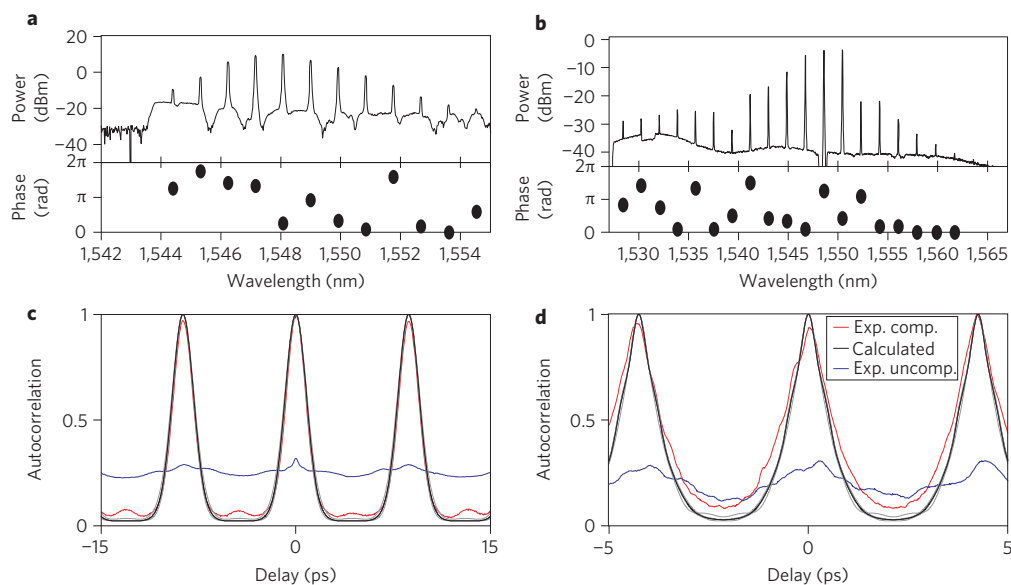 a
20
0
−20
−40
Power
(dBm)
2π
π
0
Phase
(rad)
1,542
1,544
1,546
1,548
1,550
1,552
1,554
Wavelength (nm)
b
0
−10
−20
−30
−40
Power
(dBm)
2π
π
0
Phase
(rad)
1,530
1,535
1,540
1,545
1,550
1,555
1,560
1,565
Wavelength (nm)
c
1
0.5
0
Autocorrelation
−15
0
15
Delay (ps)
d
1
0.5
0
Autocorrelation
Exp. comp.
Calculated
Exp. uncomp.
−5
0
5
Delay (ps)